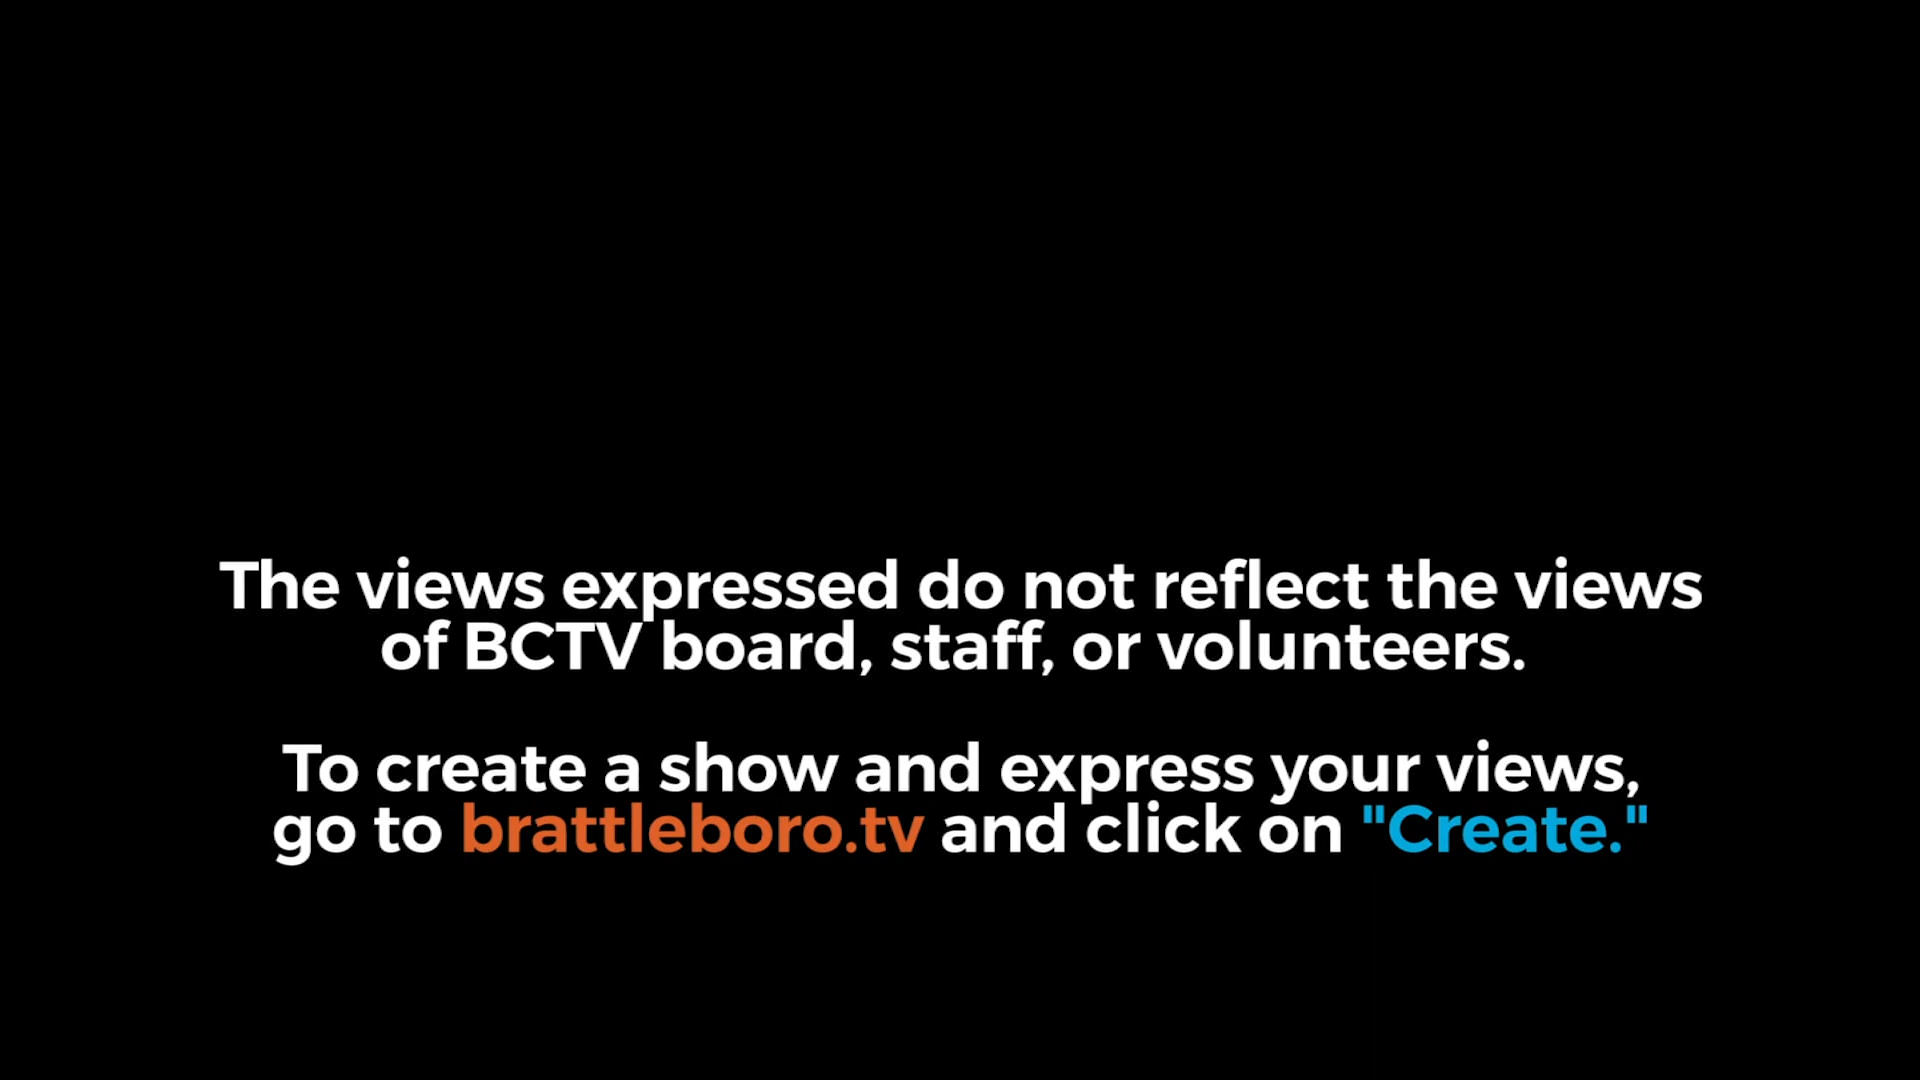 The views expressed do not reflect the views
of BCTV board, staff, or volunteers.
To create a show and express your views,
go to brattleboro.tv and click on "Create."